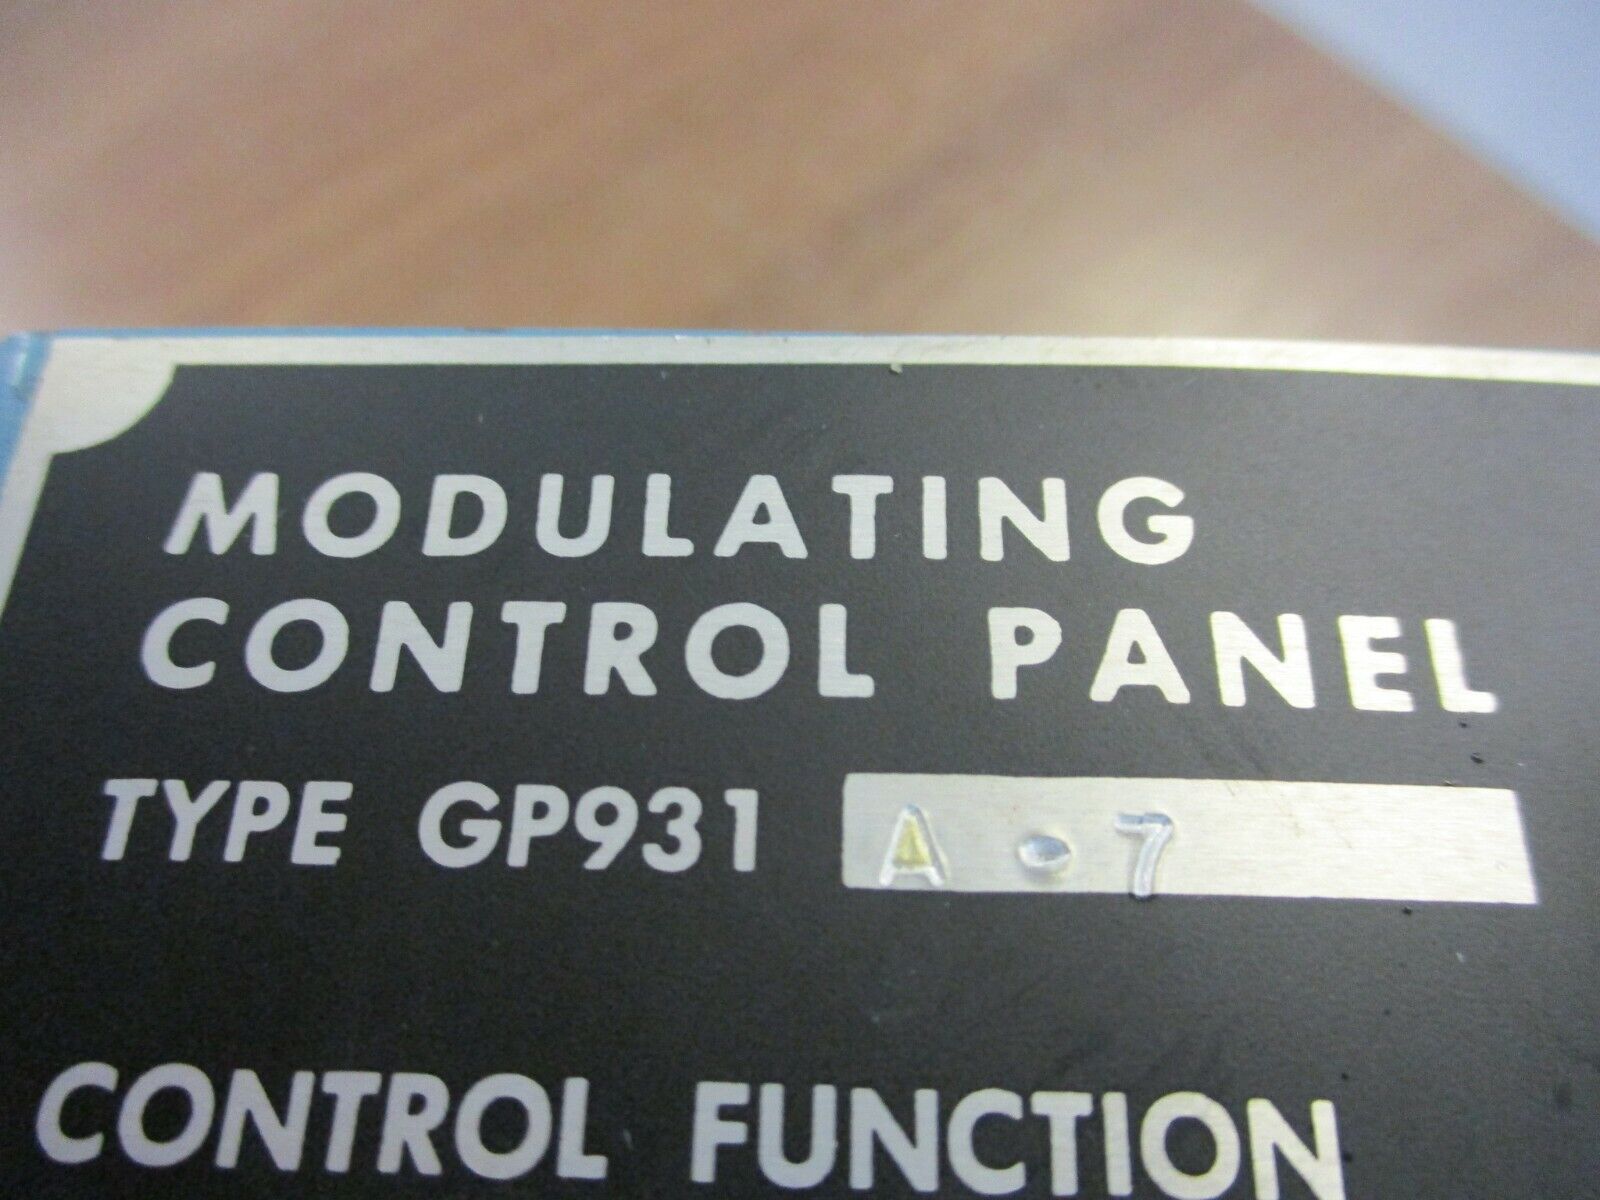 MODULATING
CONTROL PANEL
TYPE GP931 A•7
CONTROL FUNCTION